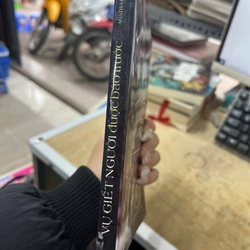 VỤ GIẾT NGƯỜI được báo trước